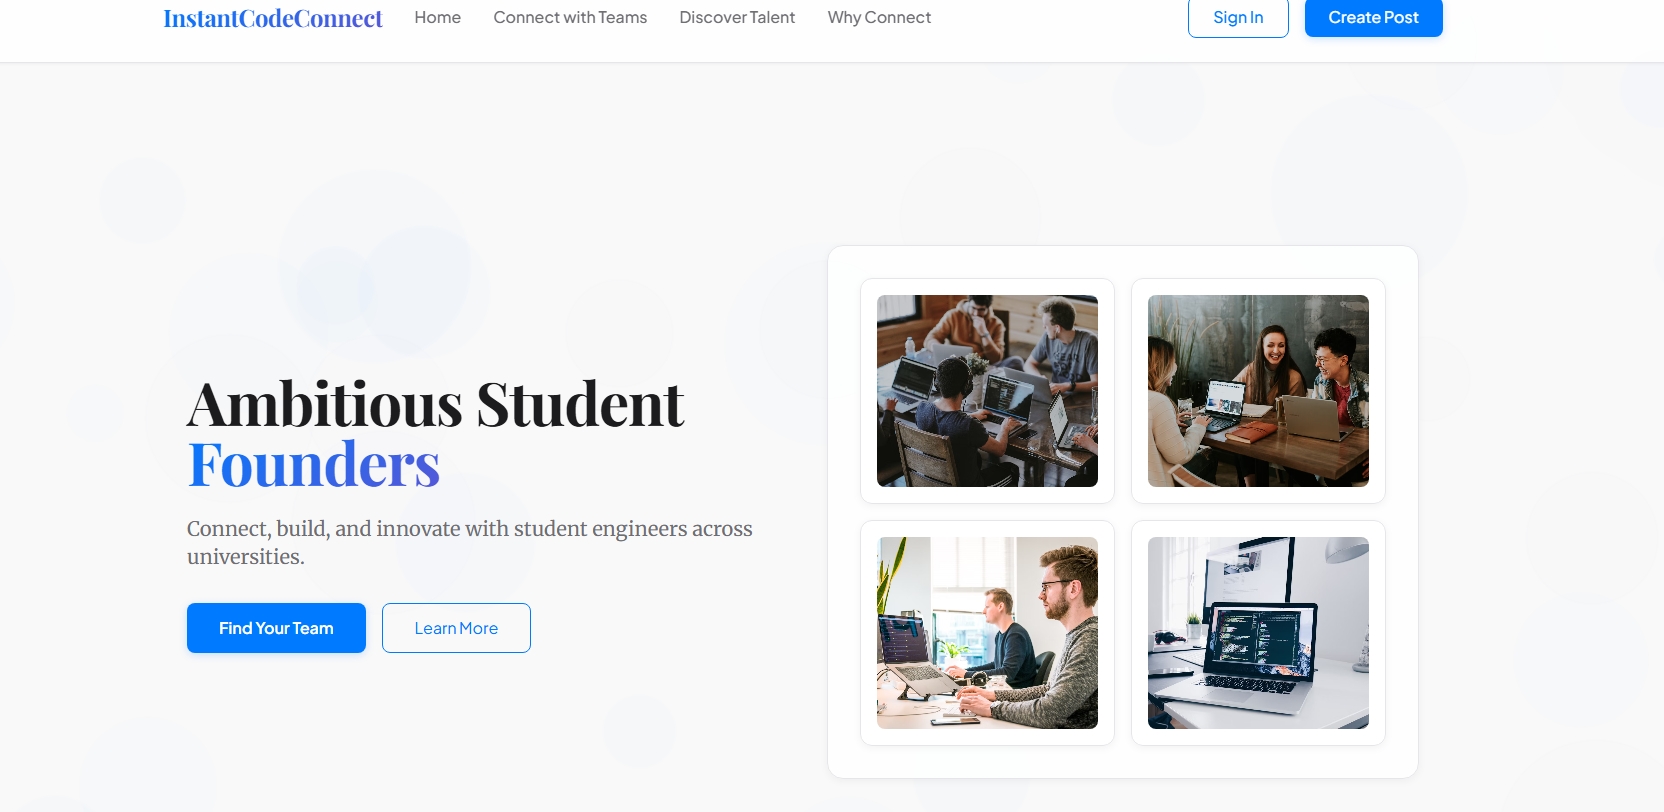 InstantCodeConnect Home Connect with Teams Discover Talent Why Connect Sign In Create Post
Ambitious Student
Founders
Connect, build, and innovate with student engineers across
universities.
Find Your Team Learn More